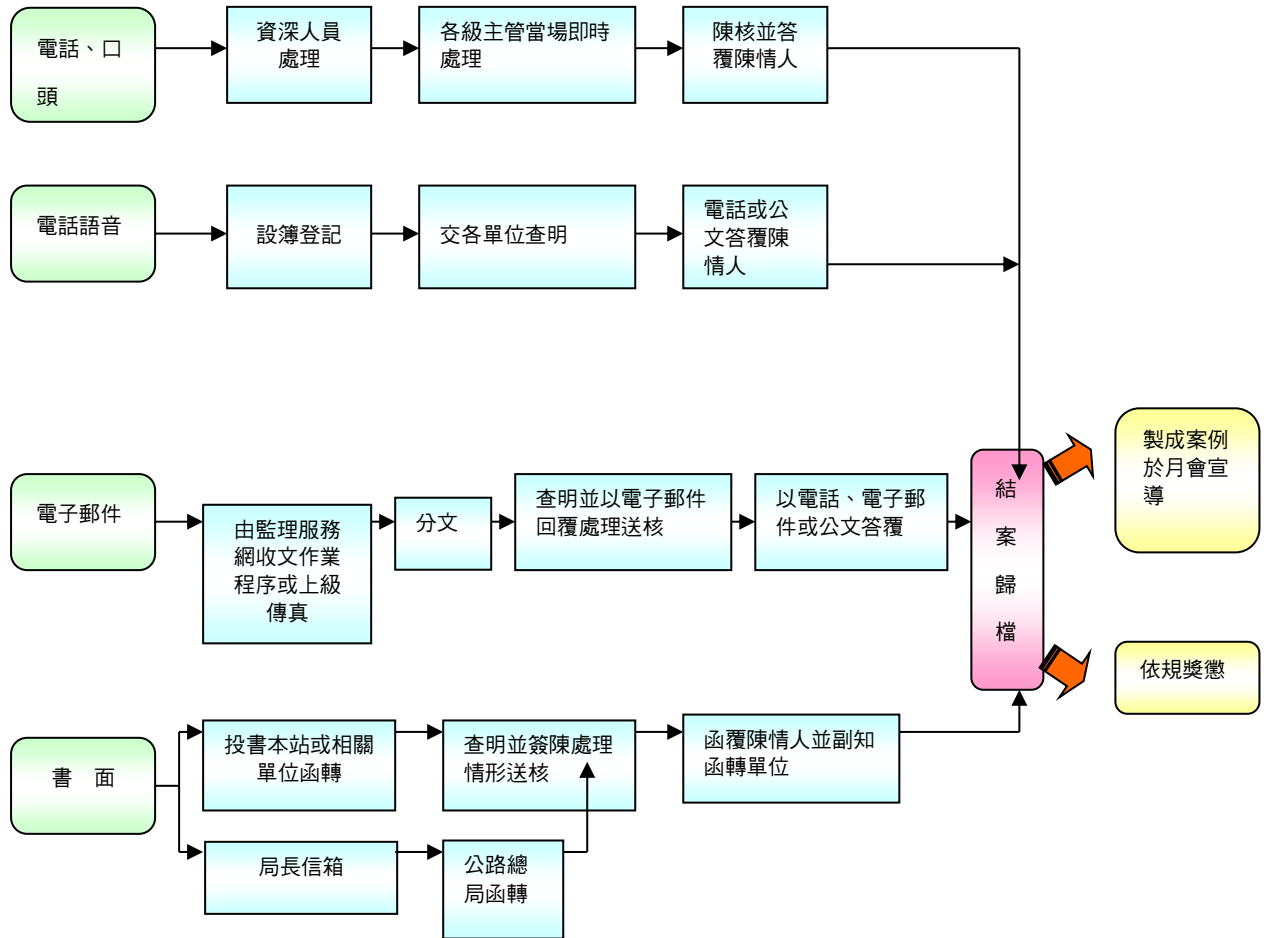 電話、口
頭
資深人員
處理
各級主管當場即時
處理
陳核並答
覆陳情人
電話語音
設簿登記
交各單位查明
電話或公
文答覆陳
情人
電子郵件
由監理服務
網收文作業
程序或上級
傳真
分文
查明並以電子郵件
回覆處理送核
以電話、電子郵
件或公文答覆
結
案
歸
檔
製成案例
於月會宣
導
依規獎懲
書　面
投書本站或相關
單位函轉
查明並簽陳處理
情形送核
函覆陳情人並副知
函轉單位
局長信箱
公路總
局函轉